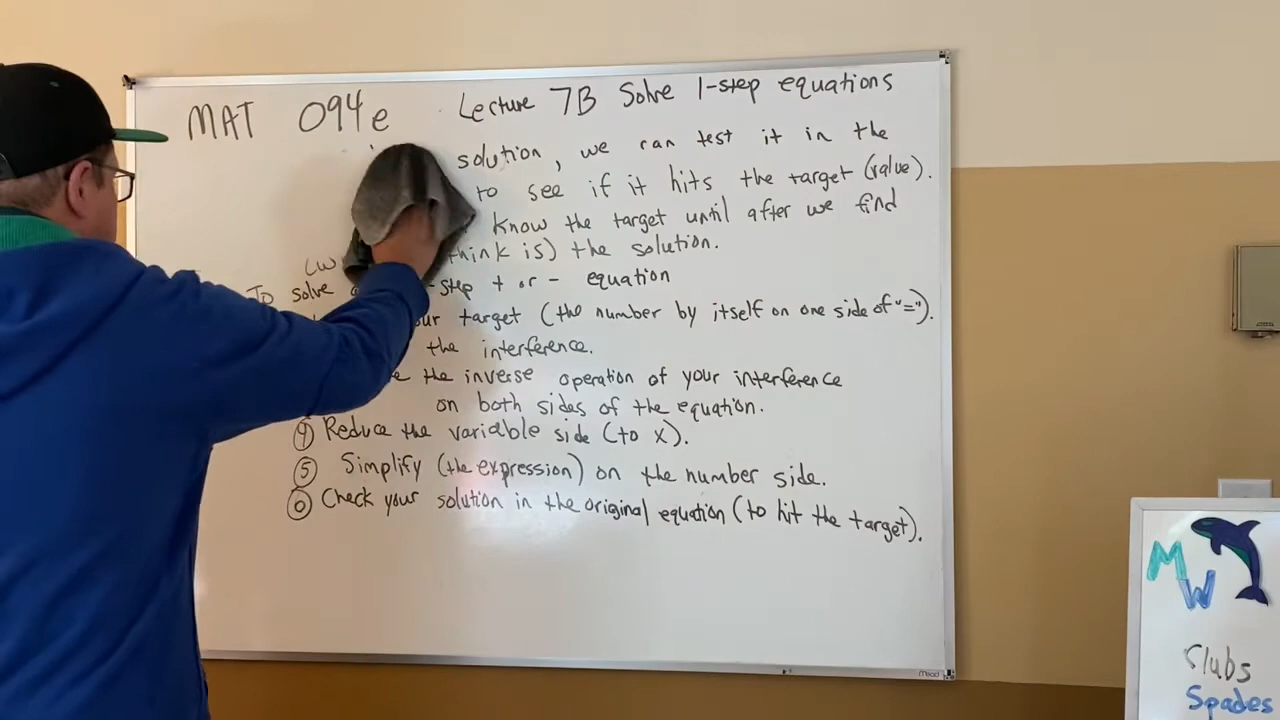 MAT 094e Lecture 7B Solve 1-step equations
solution, we can test it in the
to see if it hits the target (value).
know the target until after we find
(w think is) the solution.
To solve -step + or - equation
ur target (the number by itself on one side of "=").
the interference.
the inverse operation of your interference
on both sides of the equation.
④ Reduce the variable side (to x).
⑤ Simplify (the expression) on the number side.
⑥ Check your solution in the original equation (to hit the target).
Mead
MW
Clubs
Spades